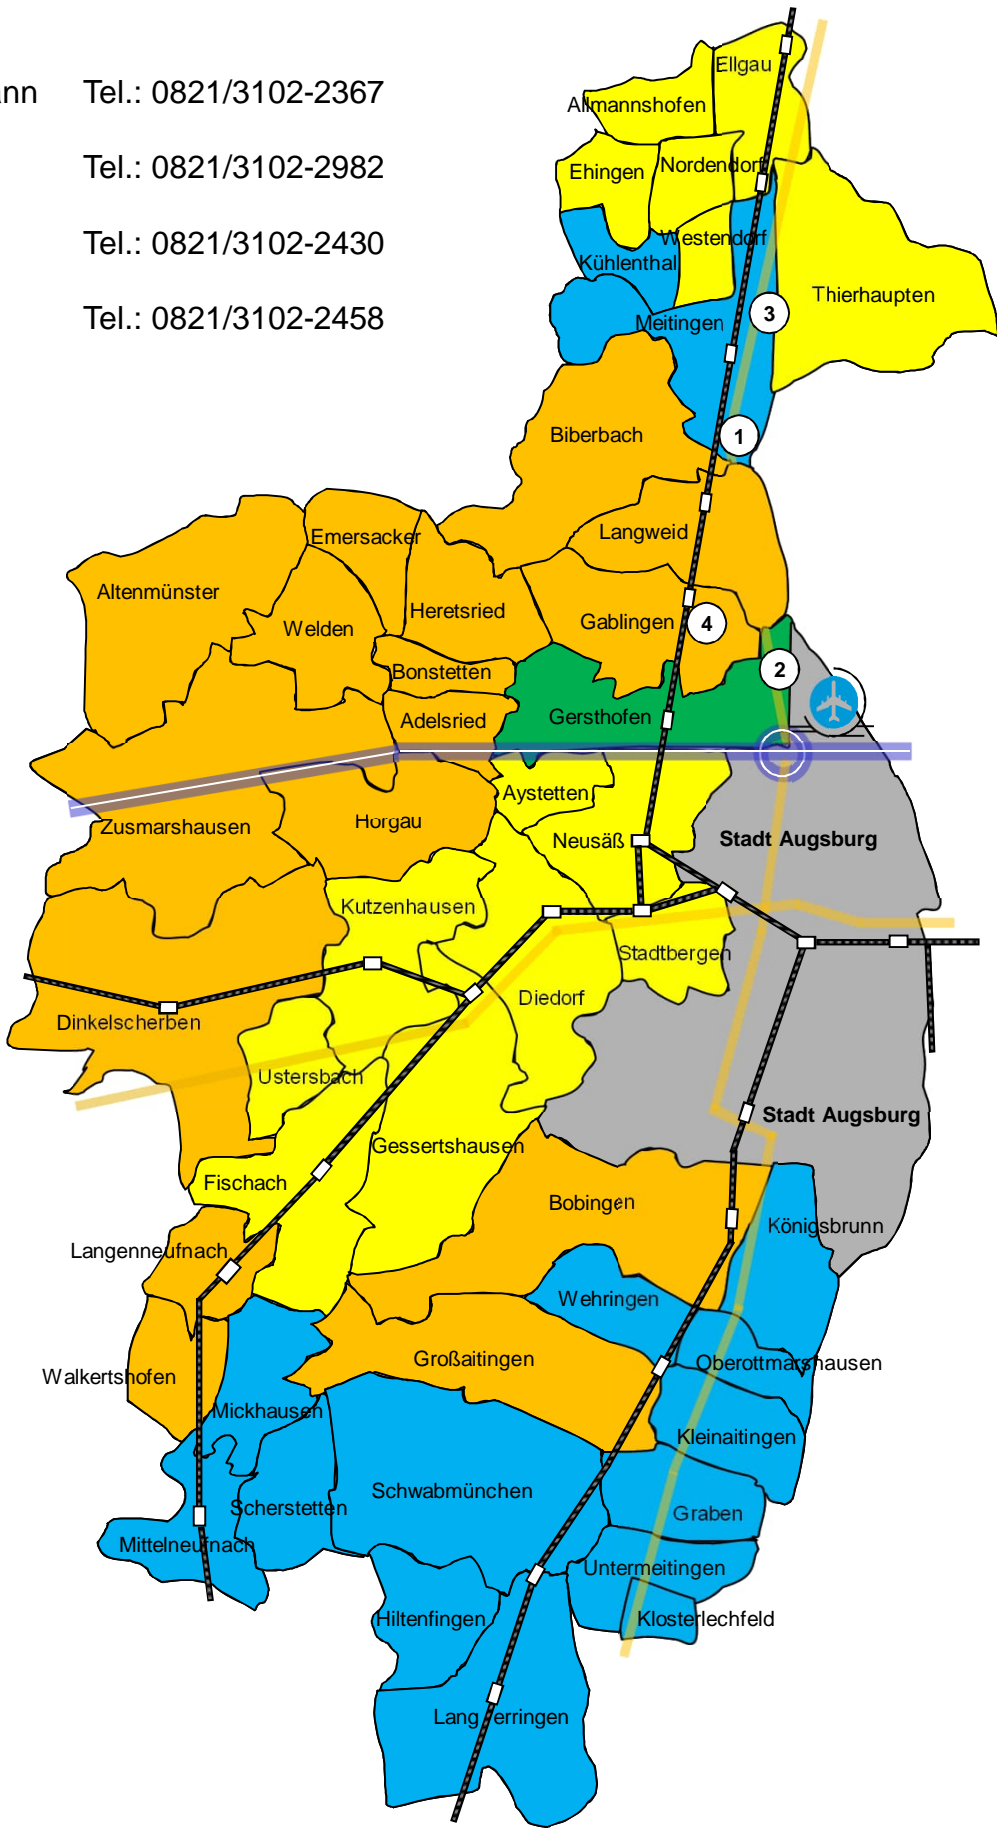 ann Tel.: 0821/3102-2367
Tel.: 0821/3102-2982
Tel.: 0821/3102-2430
Tel.: 0821/3102-2458
Ellgau
Allmannshofen
Ehingen
Nordendorf
Westendorf
Kühlenthal
Thierhaupten
3
Meitingen
1
Biberbach
Langweid
Emersacker
Altenmünster
Heretsried
Gablingen
4
Welden
Bonstetten
2
Adelsried
Gersthofen
Aystetten
Zusmarshausen
Horgau
Neusäß
Stadt Augsburg
Kutzenhausen
Stadtbergen
Diedorf
Dinkelscherben
Ustersbach
Stadt Augsburg
Gessertshausen
Fischach
Bobingen
Königsbrunn
Langenneufnach
Wehringen
Großaitingen
Oberottmarshausen
Walkertshofen
Mickhausen
Kleinaitingen
Schwabmünchen
Scherstetten
Graben
Mittelneufnach
Untermeitingen
Hiltenfingen
Klosterlechfeld
Lang erringen